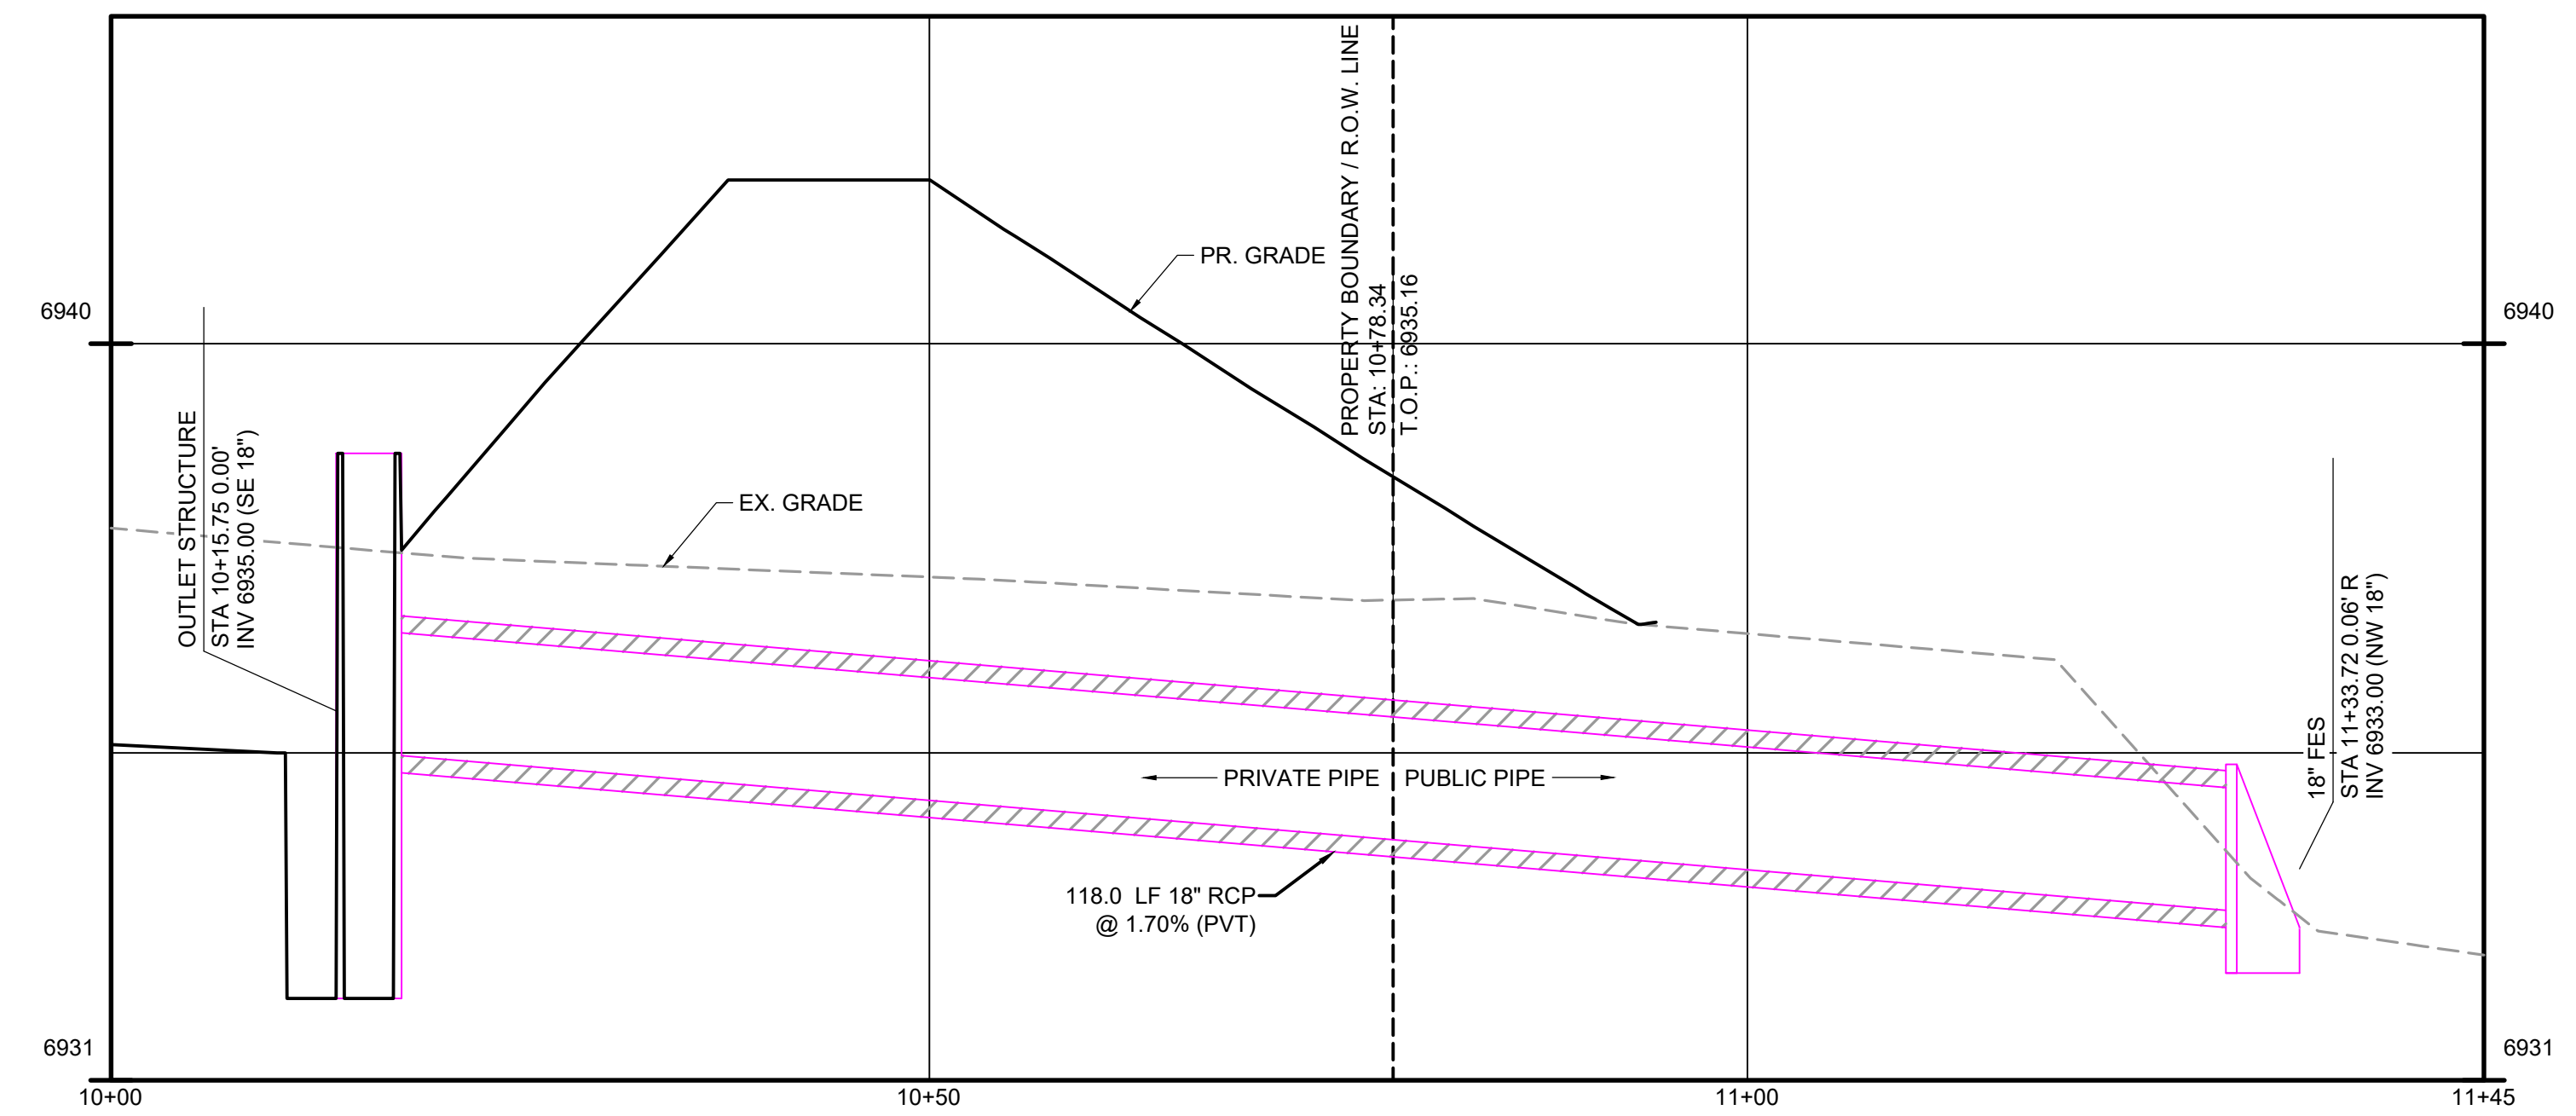 PROPERTY BOUNDARY / R.O.W. LINE
STA: 10+78.34
T.O.P.: 6935.16
PR. GRADE
6940
6940
OUTLET STRUCTURE
STA 10+15.75 0.00'
INV 6935.00 (SE 18")
EX. GRADE
18" FES
STA 11+33.72 0.06' R
INV 6933.00 (NW 18")
PRIVATE PIPE
PUBLIC PIPE
118.0 LF 18" RCP
@ 1.70% (PVT)
6931
6931
10+00
10+50
11+00
11+45